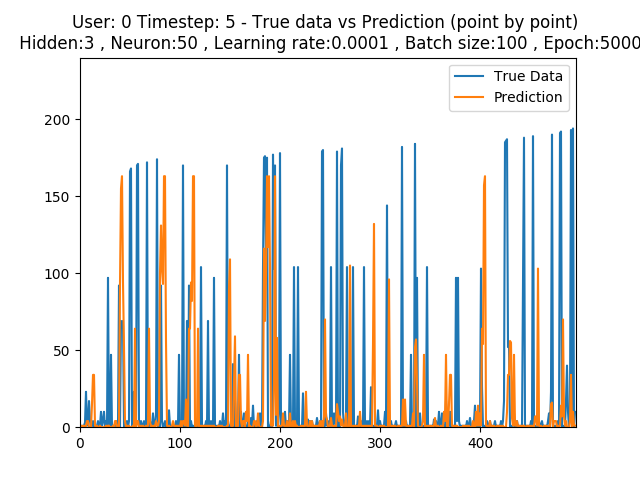 User: 0 Timestep: 5 - True data vs Prediction (point by point)
Hidden:3 , Neuron:50 , Learning rate:0.0001 , Batch size:100 , Epoch:5000
True Data
Prediction
200
150
100
50
0
0 100 200 300 400